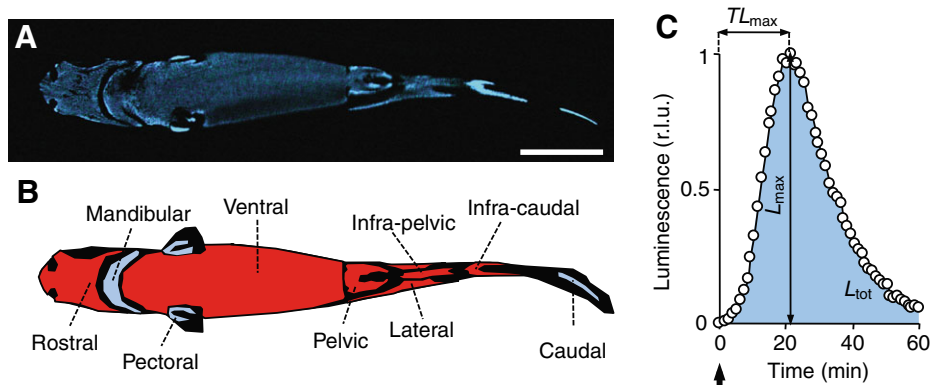 A
B
Mandibular
Ventral
Infra-pelvic
Infra-caudal
Rostral
Pectoral
Pelvic
Lateral
Caudal
C
TLmax
Luminescence (r.l.u.)
1
0.5
0
Lmax
Ltot
0 20 40 60
Time (min)